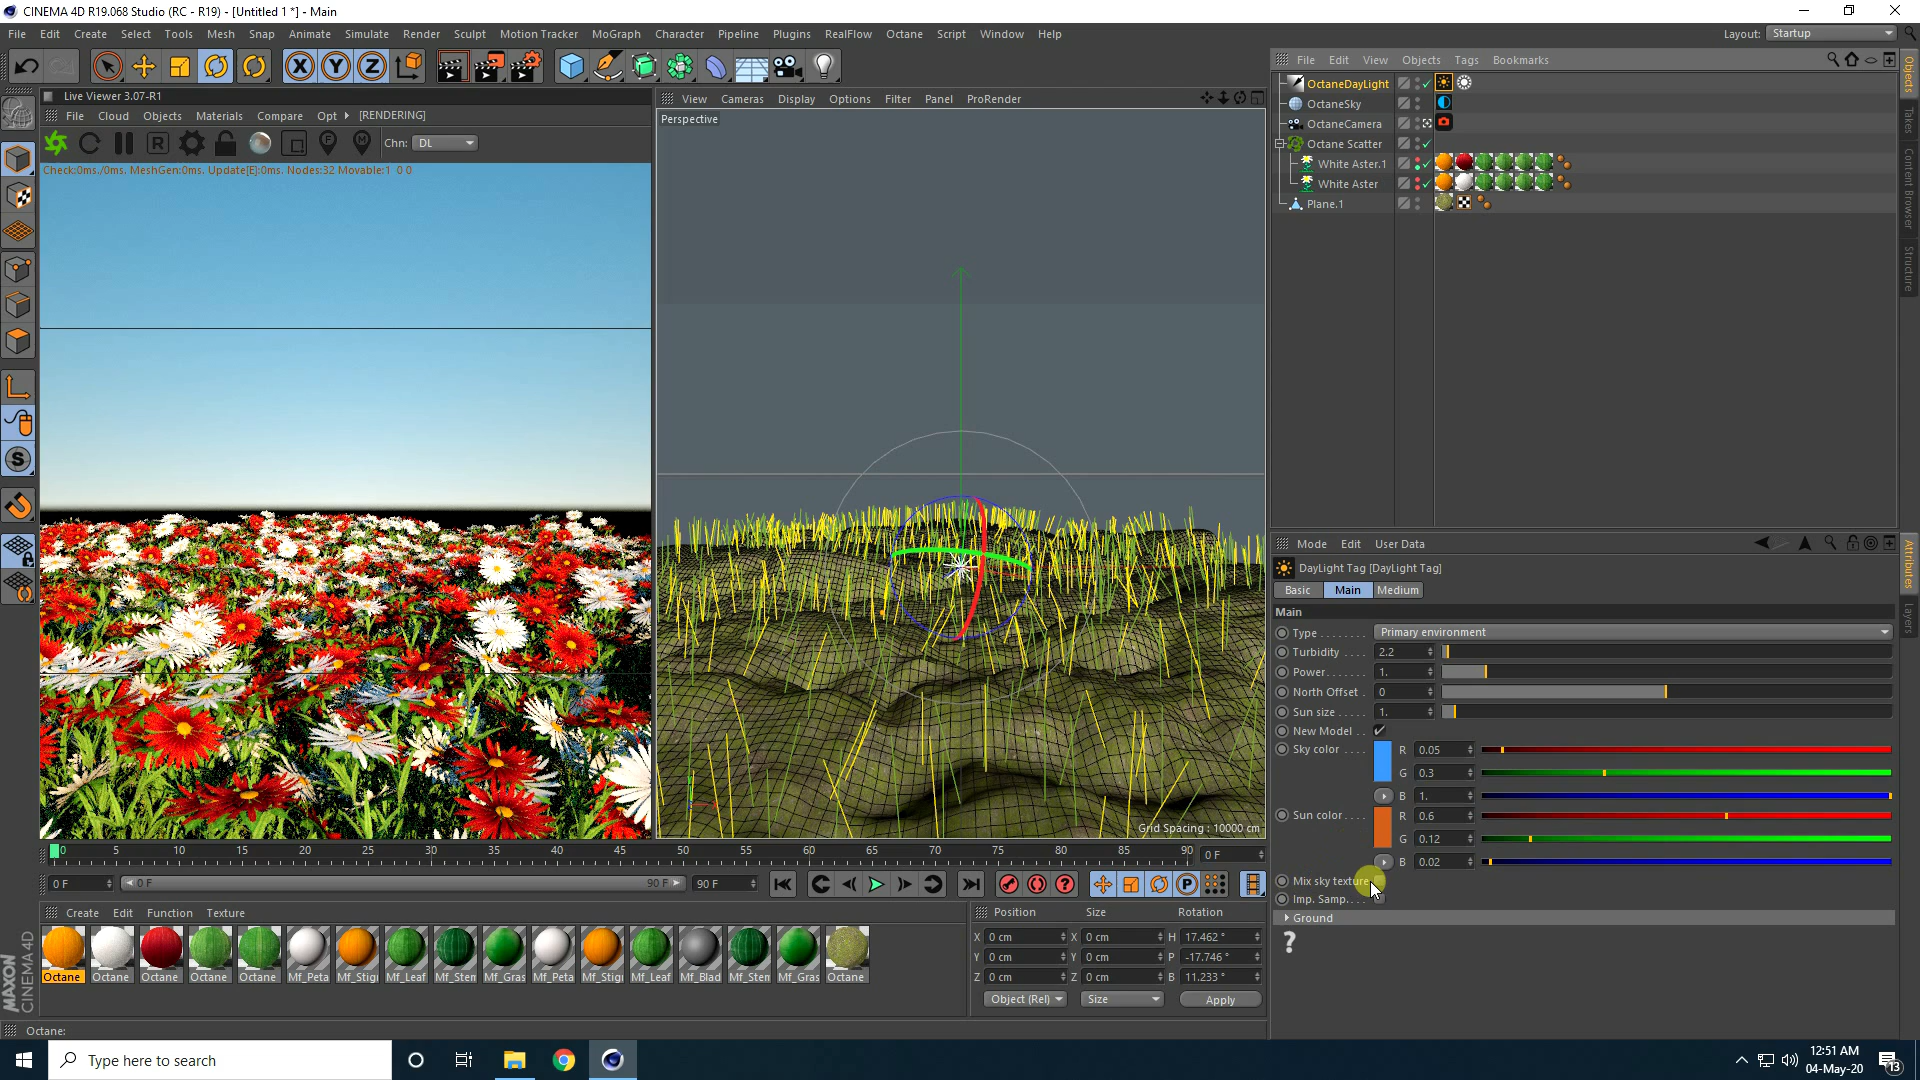 CINEMA 4D R19.068 Studio (RC - R19) - [Untitled 1 *] - Main
File Edit Create Select Tools Mesh Snap Animate Simulate Render Sculpt Motion Tracker MoGraph Character Pipeline Plugins RealFlow Octane Script Window Help
Layout: Startup
Live Viewer 3.07-R1
File Cloud Objects Materials Compare Opt [RENDERING]
Chn: DL
Check:0ms./0ms. MeshGen:0ms. Update[E]:0ms. Nodes:32 Movable:1 0 0
View Cameras Display Options Filter Panel ProRender
Perspective
Grid Spacing : 10000 cm
File Edit View Objects Tags Bookmarks
OctaneDayLight
OctaneSky
OctaneCamera
Octane Scatter
White Aster.1
White Aster
Plane.1
Objects
Takes
Content Browser
Structure
Mode Edit User Data
DayLight Tag [DayLight Tag]
Basic Main Medium
Main
Type Primary environment
Turbidity 2.2
Power 1.
North Offset 0
Sun size 1.
New Model
Sky color R 0.05
G 0.3
B 1.
Sun color R 0.6
G 0.12
B 0.02
Mix sky texture
Imp. Samp.
Ground
?
Attributes
Layers
0 5 10 15 20 25 30 35 40 45 50 55 60 65 70 75 80 85 90 0 F
0 F 0 F 90 F 90 F
Create Edit Function Texture
Octane Octane Octane Octane Octane Mf_Peta Mf_Stig Mf_Leaf Mf_Sten Mf_Gras Mf_Peta Mf_Stig Mf_Leaf Mf_Blad Mf_Sten Mf_Gras Octane
Position Size Rotation
X 0 cm X 0 cm H 17.462 °
Y 0 cm Y 0 cm P -17.746 °
Z 0 cm Z 0 cm B 11.233 °
Object (Rel) Size Apply
MAXON CINEMA 4D
Octane:
Type here to search
12:51 AM
04-May-20
13